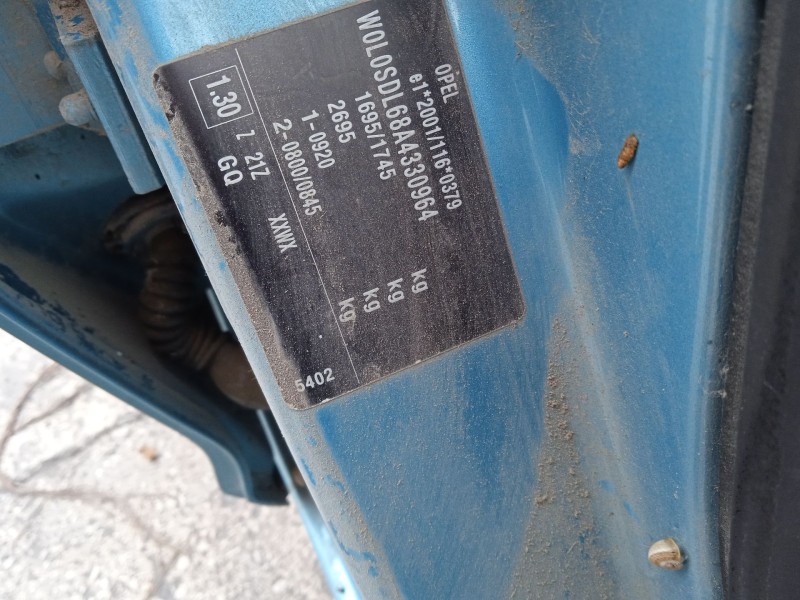 OPEL
e1*2001/116*0379
W0L0SDL68A4330964
1695/1745 kg
2695 kg
1-0920 kg
2-0800/0845 kg
1.30 Z 21Z XXWX
GQ
5402